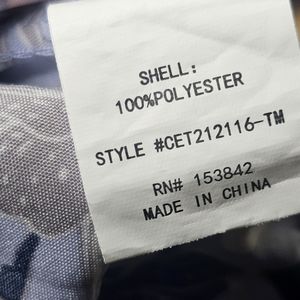 SHELL:
100%POLYESTER
STYLE #CET212116-TM
RN# 153842
MADE IN CHINA